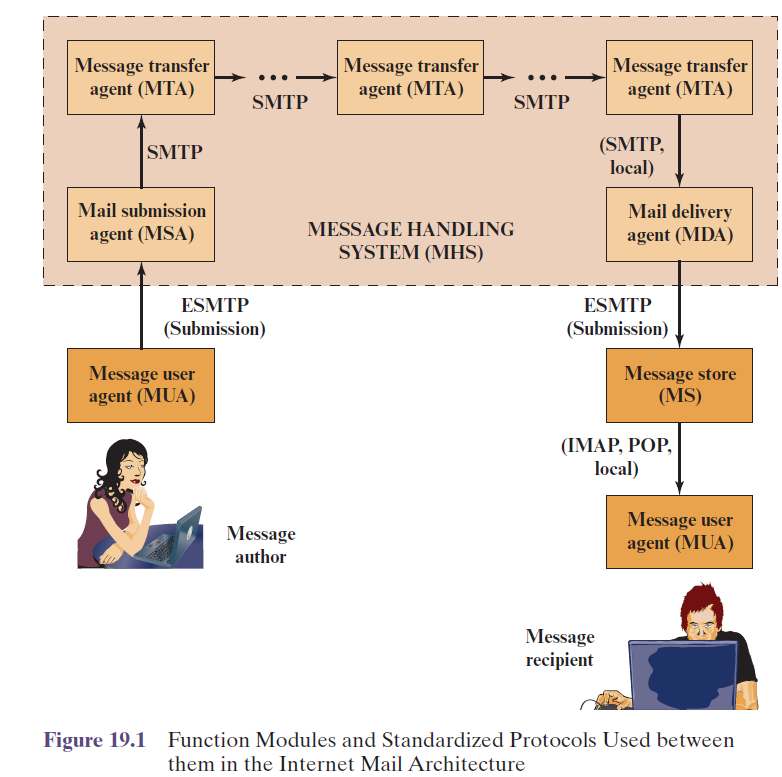 Message transfer
agent (MTA)
Message transfer
agent (MTA)
Message transfer
agent (MTA)
SMTP
SMTP
SMTP
(SMTP,
local)
Mail submission
agent (MSA)
MESSAGE HANDLING
SYSTEM (MHS)
Mail delivery
agent (MDA)
ESMTP
(Submission)
ESMTP
(Submission)
Message user
agent (MUA)
Message store
(MS)
(IMAP, POP,
local)
Message
author
Message user
agent (MUA)
Message
recipient
Figure 19.1 Function Modules and Standardized Protocols Used between
them in the Internet Mail Architecture